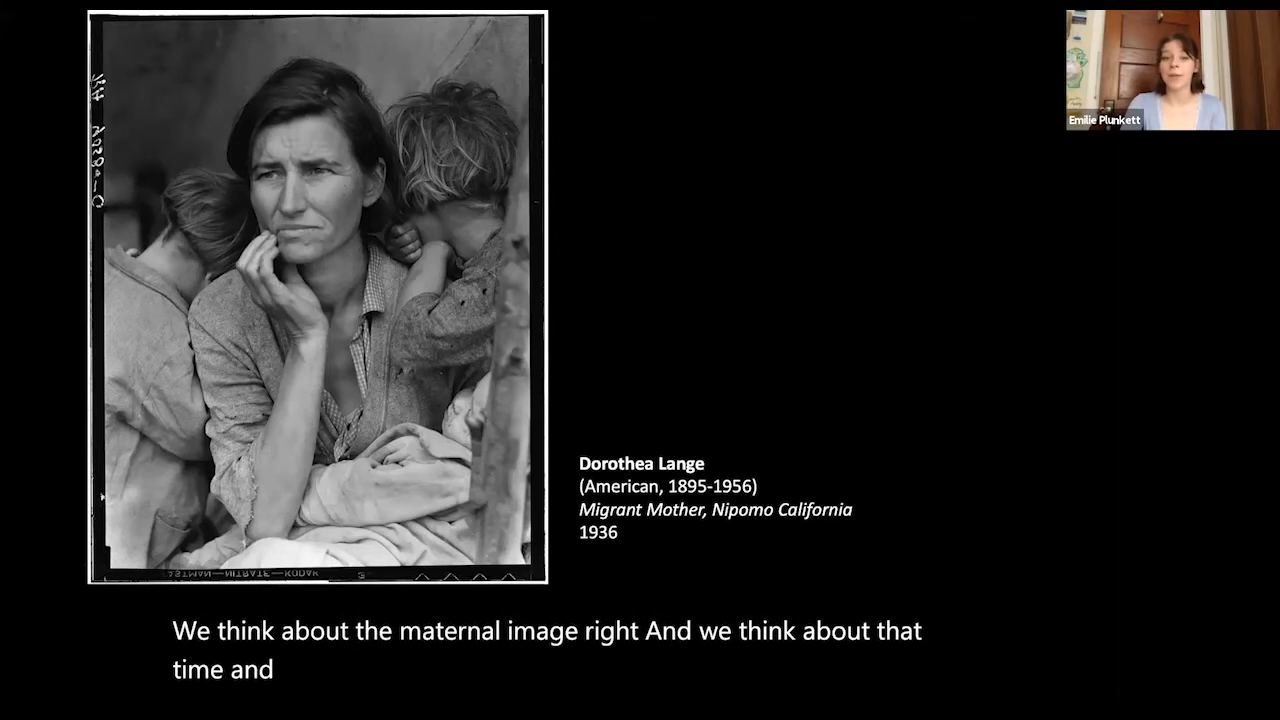 Emilie Plunkett
Dorothea Lange
(American, 1895-1956)
Migrant Mother, Nipomo California
1936
We think about the maternal image right And we think about that
time and